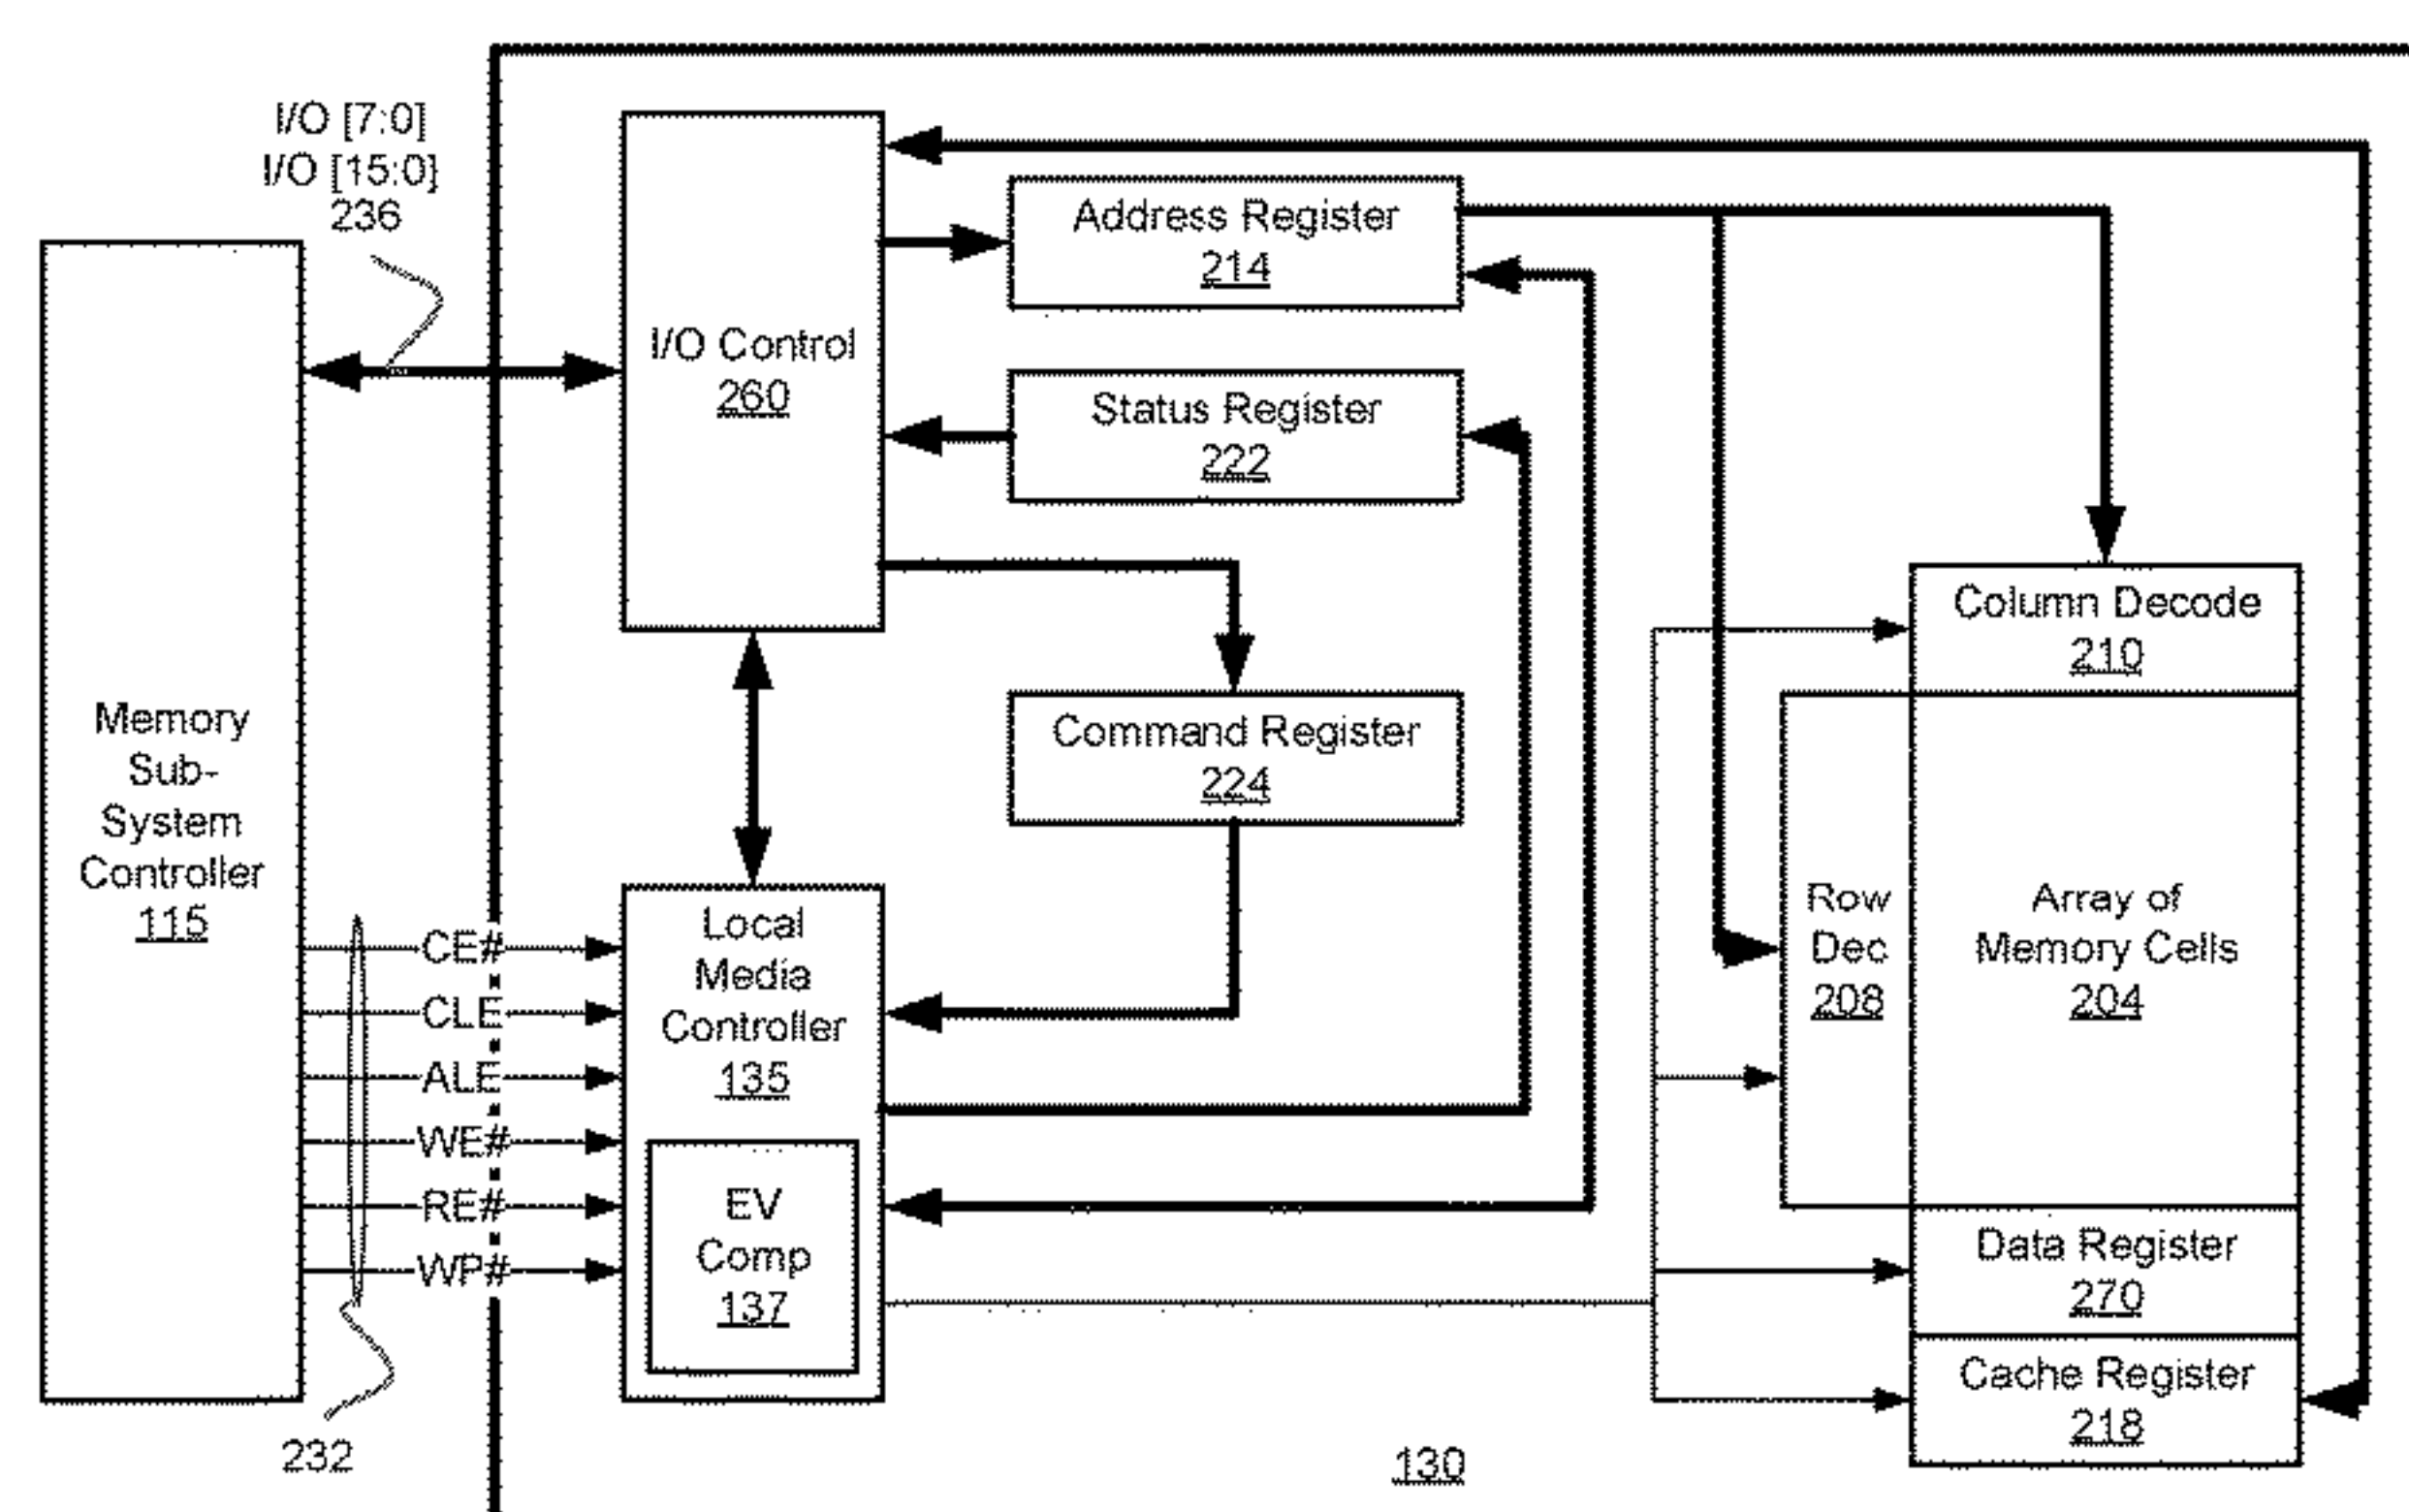 I/O [7:0]
I/O [15:0]
236
Memory
Sub-
System
Controller
115
CE#
CLE
ALE
WE#
RE#
WP#
232
I/O Control
260
Address Register
214
Status Register
222
Command Register
224
Local
Media
Controller
135
EV
Comp
137
Column Decode
210
Row
Dec
208
Array of
Memory Cells
204
Data Register
270
Cache Register
218
130